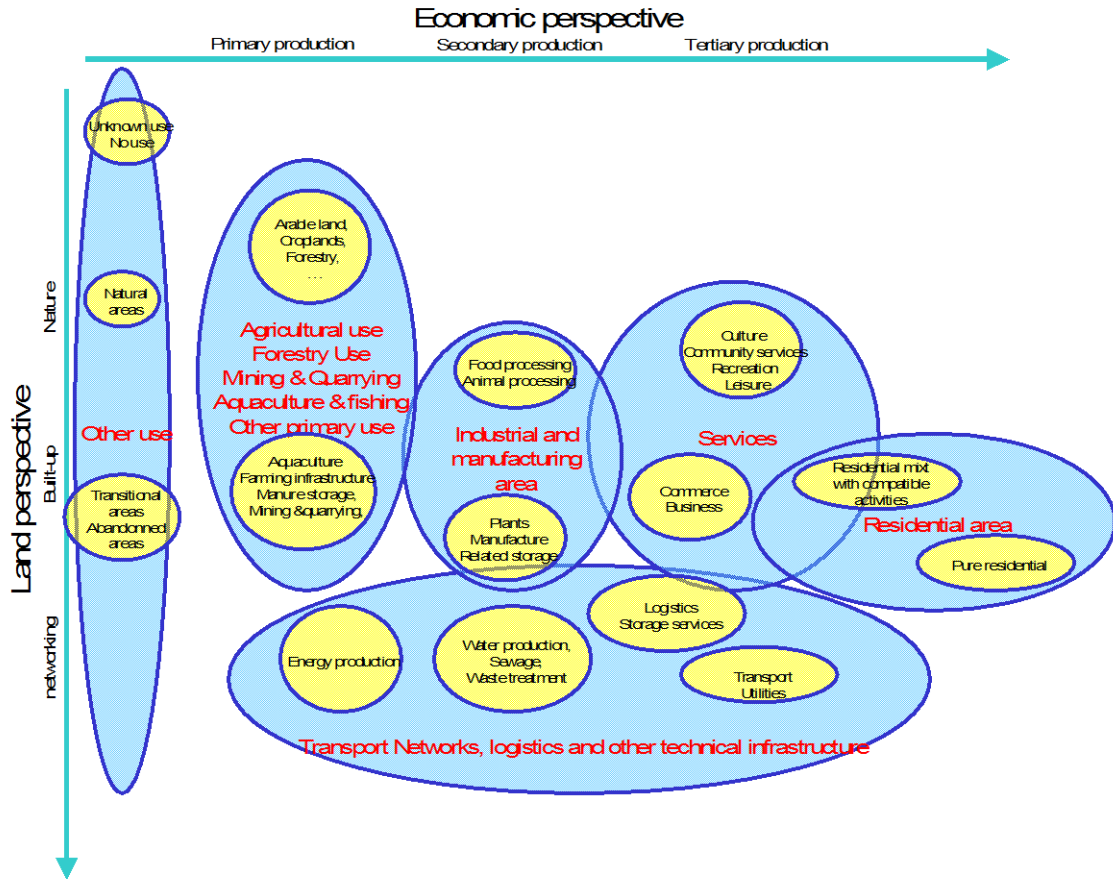 Economic perspective
Primary production
Secondary production
Tertiary production
Land perspective
Nature
Built-up
networking
Unknown use
No use
Natural
areas
Other use
Transitional
areas
Abandonned
areas
Arable land,
Croplands,
Forestry,
...
Agricultural use
Forestry Use
Mining & Quarrying
Aquaculture & fishing
Other primary use
Aquaculture
Farming infrastructure
Manure storage,
Mining &quarrying,
Food processing
Animal processing
Industrial and
manufacturing
area
Plants
Manufacture
Related storage
Culture
Community services
Recreation
Leisure
Services
Commerce
Business
Residential mixt
with compatible
activities
Residential area
Pure residential
Logistics
Storage services
Energy production
Water production,
Sewage,
Waste treatment
Transport
Utilities
Transport Networks, logistics and other technical infrastructure